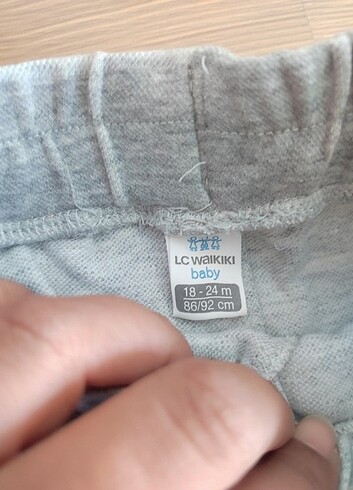 LC WAIKIKI
baby
18 - 24 m
86/92 cm